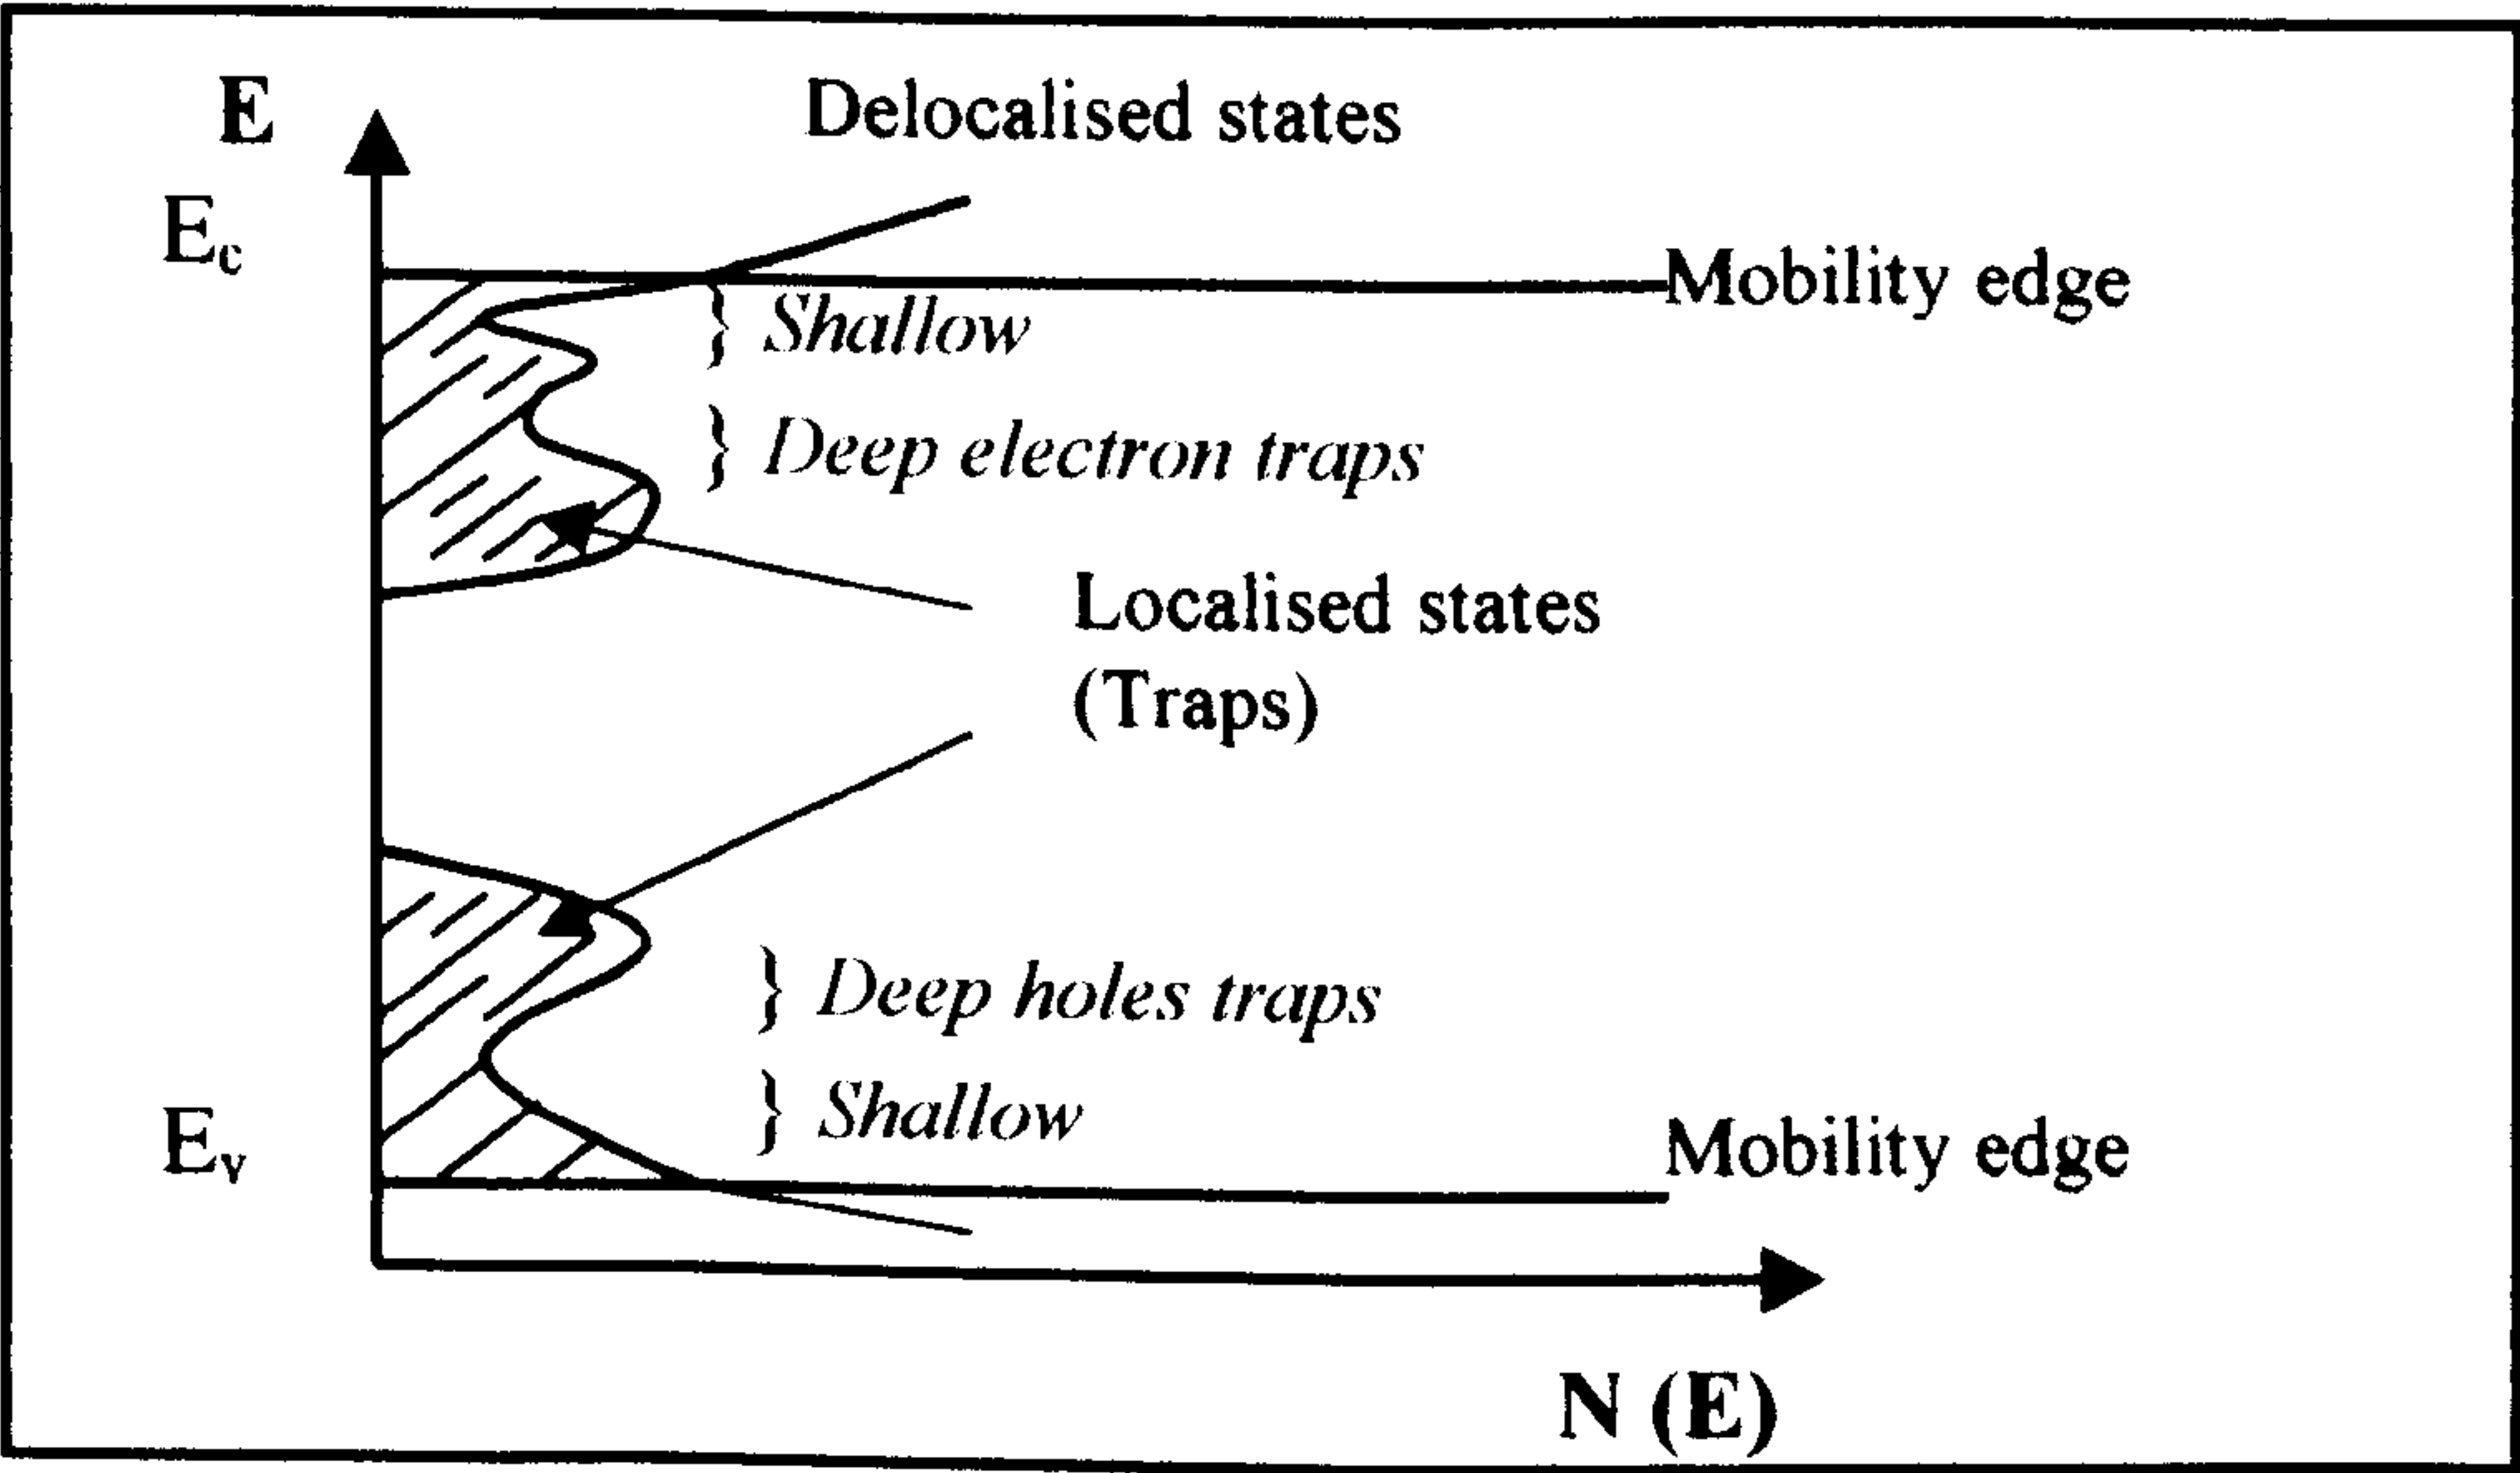 E
Delocalised states
Ec
Mobility edge
} Shallow
} Deep electron traps
Localised states
(Traps)
} Deep holes traps
} Shallow
Ev
Mobility edge
N (E)